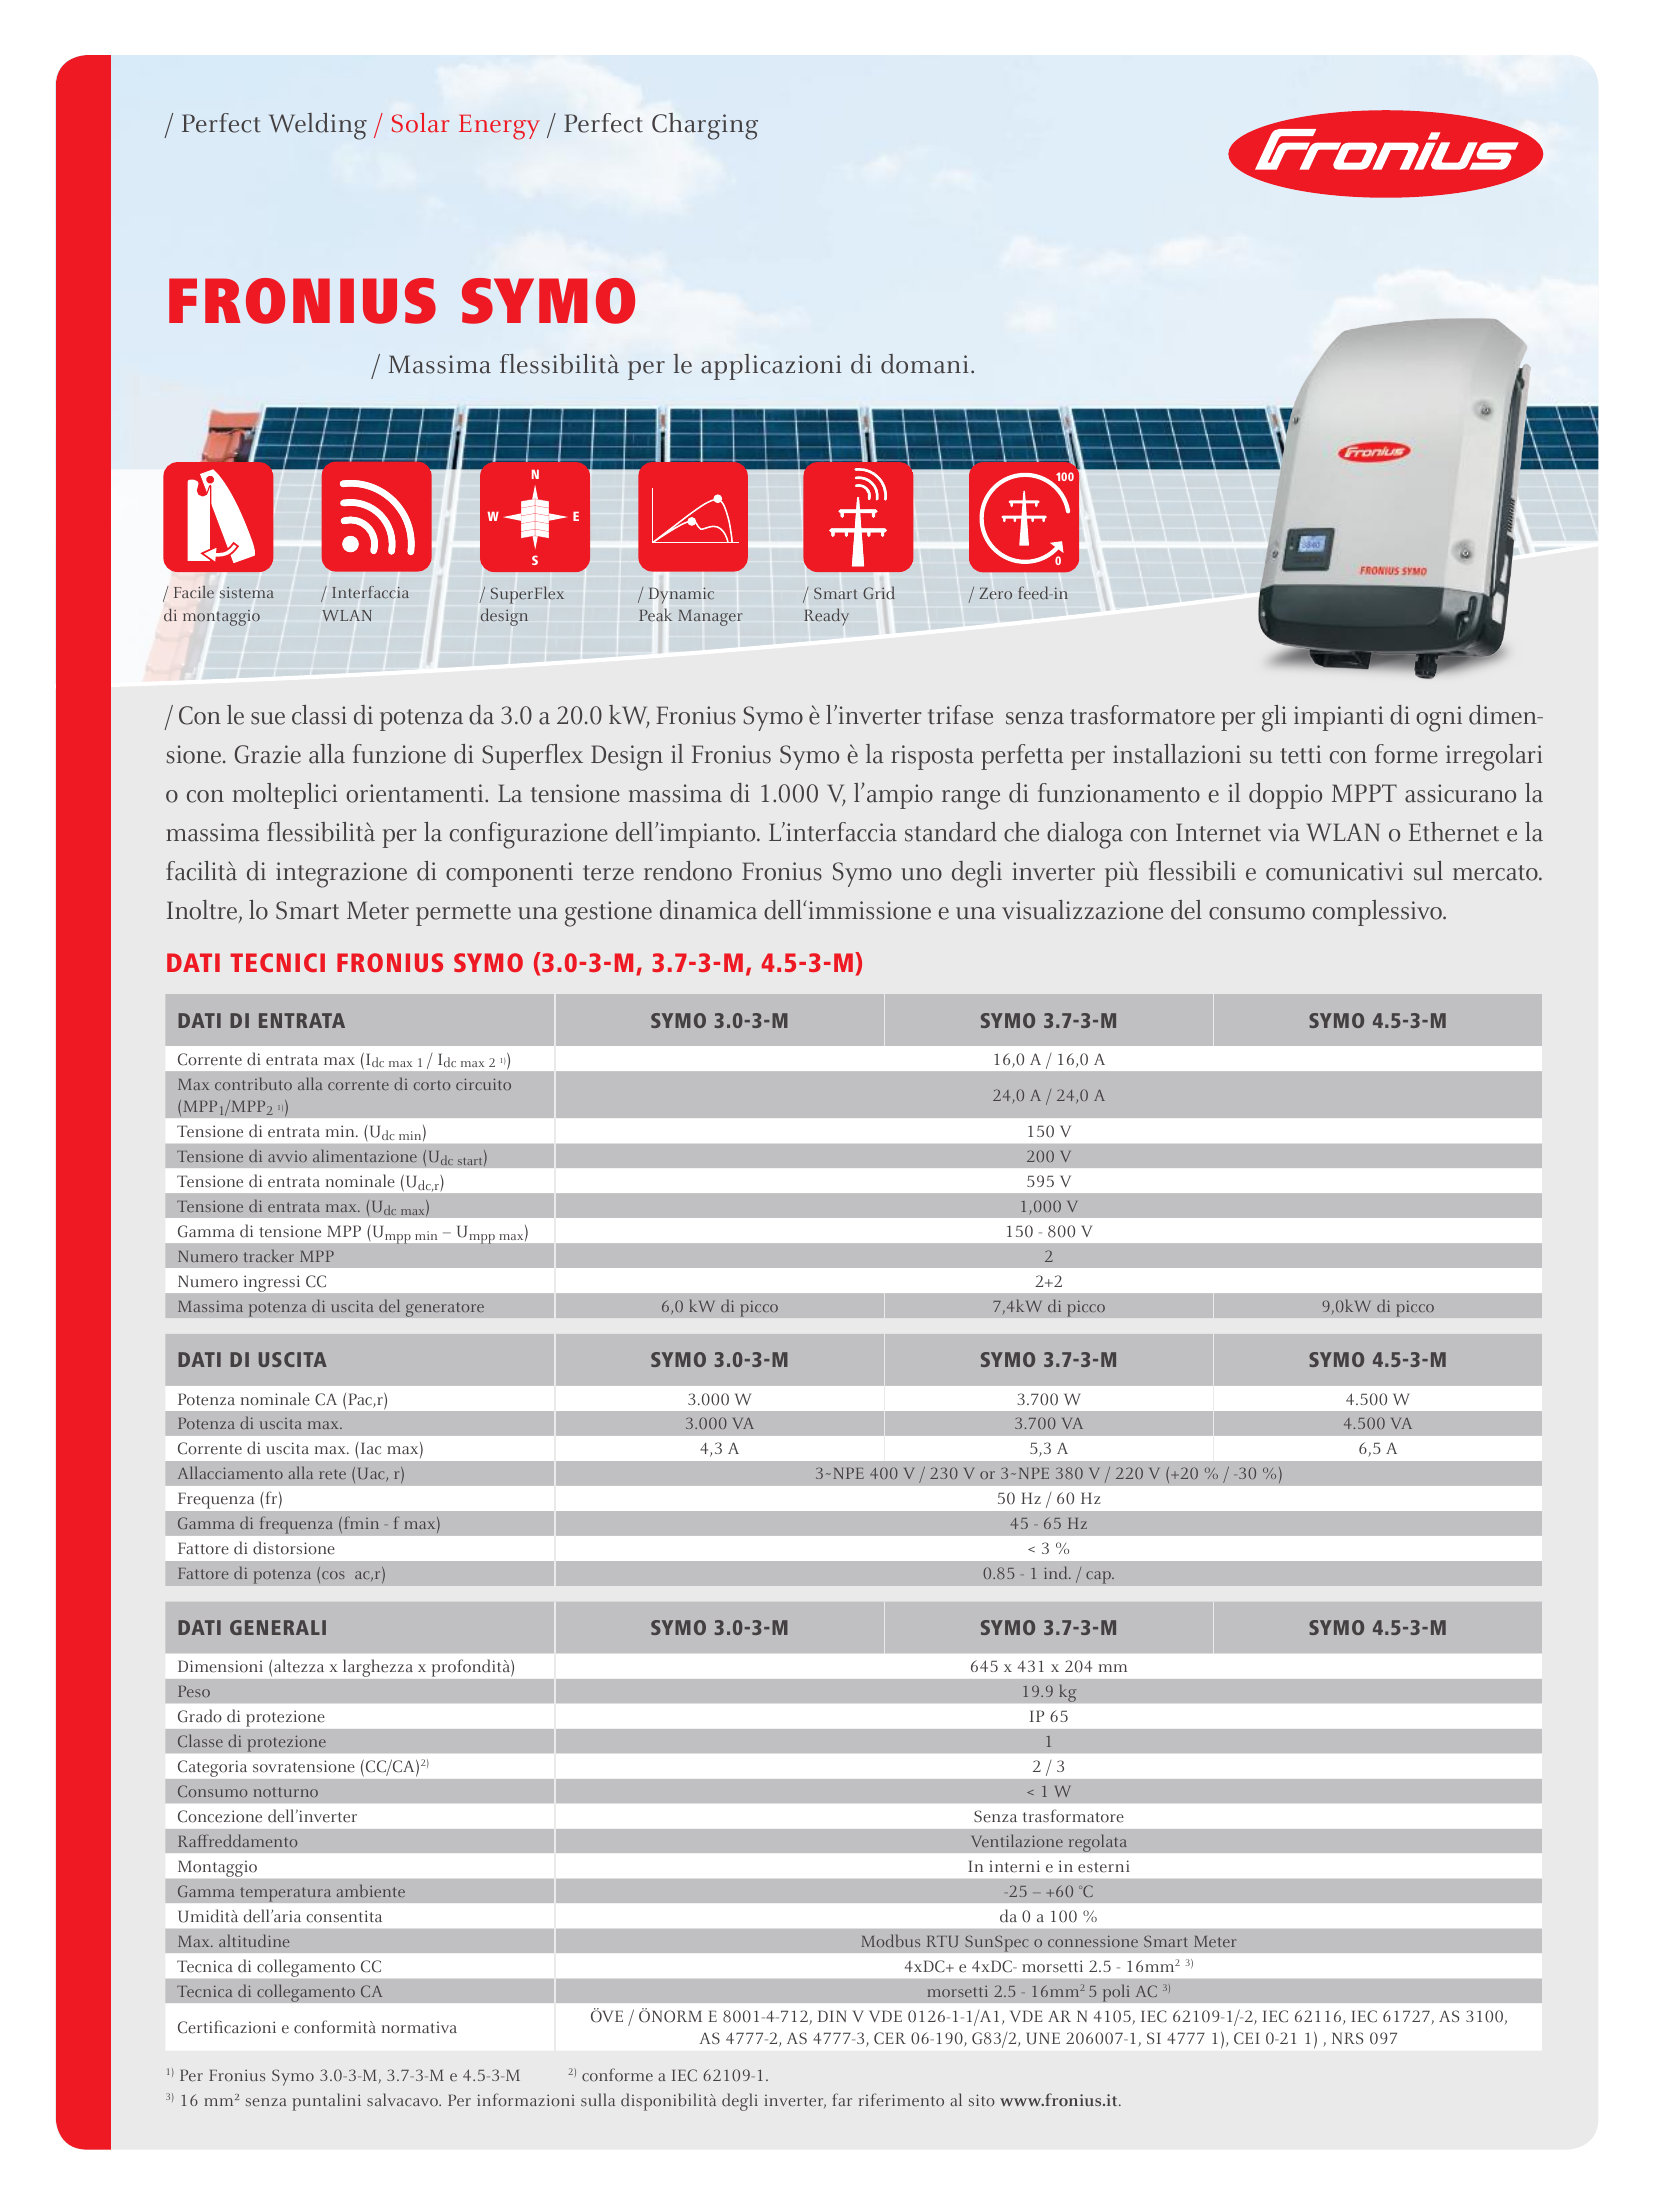 / Perfect Welding / Solar Energy / Perfect Charging
Fronius
FRONIUS SYMO
/ Massima flessibilità per le applicazioni di domani.
Fronius
FRONIUS SYMO
N
W E
S
100
0
/ Facile sistema
di montaggio
/ Interfaccia
WLAN
/ SuperFlex
design
/ Dynamic
Peak Manager
/ Smart Grid
Ready
/ Zero feed-in
/ Con le sue classi di potenza da 3.0 a 20.0 kW, Fronius Symo è l’inverter trifase senza trasformatore per gli impianti di ogni dimen-
sione. Grazie alla funzione di Superflex Design il Fronius Symo è la risposta perfetta per installazioni su tetti con forme irregolari
o con molteplici orientamenti. La tensione massima di 1.000 V, l’ampio range di funzionamento e il doppio MPPT assicurano la
massima flessibilità per la configurazione dell’impianto. L’interfaccia standard che dialoga con Internet via WLAN o Ethernet e la
facilità di integrazione di componenti terze rendono Fronius Symo uno degli inverter più flessibili e comunicativi sul mercato.
Inoltre, lo Smart Meter permette una gestione dinamica dell‘immissione e una visualizzazione del consumo complessivo.
DATI TECNICI FRONIUS SYMO (3.0-3-M, 3.7-3-M, 4.5-3-M)
DATI DI ENTRATA SYMO 3.0-3-M SYMO 3.7-3-M SYMO 4.5-3-M
Corrente di entrata max (Idc max 1 / Idc max 2 ¹⁾) 16,0 A / 16,0 A
Max contributo alla corrente di corto circuito
(MPP1/MPP2 ¹⁾) 24,0 A / 24,0 A
Tensione di entrata min. (Udc min) 150 V
Tensione di avvio alimentazione (Udc start) 200 V
Tensione di entrata nominale (Udc,r) 595 V
Tensione di entrata max. (Udc max) 1,000 V
Gamma di tensione MPP (Umpp min – Umpp max) 150 - 800 V
Numero tracker MPP 2
Numero ingressi CC 2+2
Massima potenza di uscita del generatore 6,0 kW di picco 7,4kW di picco 9,0kW di picco
DATI DI USCITA SYMO 3.0-3-M SYMO 3.7-3-M SYMO 4.5-3-M
Potenza nominale CA (Pac,r) 3.000 W 3.700 W 4.500 W
Potenza di uscita max. 3.000 VA 3.700 VA 4.500 VA
Corrente di uscita max. (Iac max) 4,3 A 5,3 A 6,5 A
Allacciamento alla rete (Uac, r) 3~NPE 400 V / 230 V or 3~NPE 380 V / 220 V (+20 % / -30 %)
Frequenza (fr) 50 Hz / 60 Hz
Gamma di frequenza (fmin - f max) 45 - 65 Hz
Fattore di distorsione < 3 %
Fattore di potenza (cos ac,r) 0.85 - 1 ind. / cap.
DATI GENERALI SYMO 3.0-3-M SYMO 3.7-3-M SYMO 4.5-3-M
Dimensioni (altezza x larghezza x profondità) 645 x 431 x 204 mm
Peso 19.9 kg
Grado di protezione IP 65
Classe di protezione 1
Categoria sovratensione (CC/CA)²⁾ 2 / 3
Consumo notturno < 1 W
Concezione dell’inverter Senza trasformatore
Raffreddamento Ventilazione regolata
Montaggio In interni e in esterni
Gamma temperatura ambiente -25 – +60 °C
Umidità dell’aria consentita da 0 a 100 %
Max. altitudine Modbus RTU SunSpec o connessione Smart Meter
Tecnica di collegamento CC 4xDC+ e 4xDC- morsetti 2.5 - 16mm² ³⁾
Tecnica di collegamento CA morsetti 2.5 - 16mm² 5 poli AC ³⁾
Certificazioni e conformità normativa ÖVE / ÖNORM E 8001-4-712, DIN V VDE 0126-1-1/A1, VDE AR N 4105, IEC 62109-1/-2, IEC 62116, IEC 61727, AS 3100,
AS 4777-2, AS 4777-3, CER 06-190, G83/2, UNE 206007-1, SI 4777 1), CEI 0-21 1) , NRS 097
¹⁾ Per Fronius Symo 3.0-3-M, 3.7-3-M e 4.5-3-M ²⁾ conforme a IEC 62109-1.
³⁾ 16 mm² senza puntalini salvacavo. Per informazioni sulla disponibilità degli inverter, far riferimento al sito www.fronius.it.